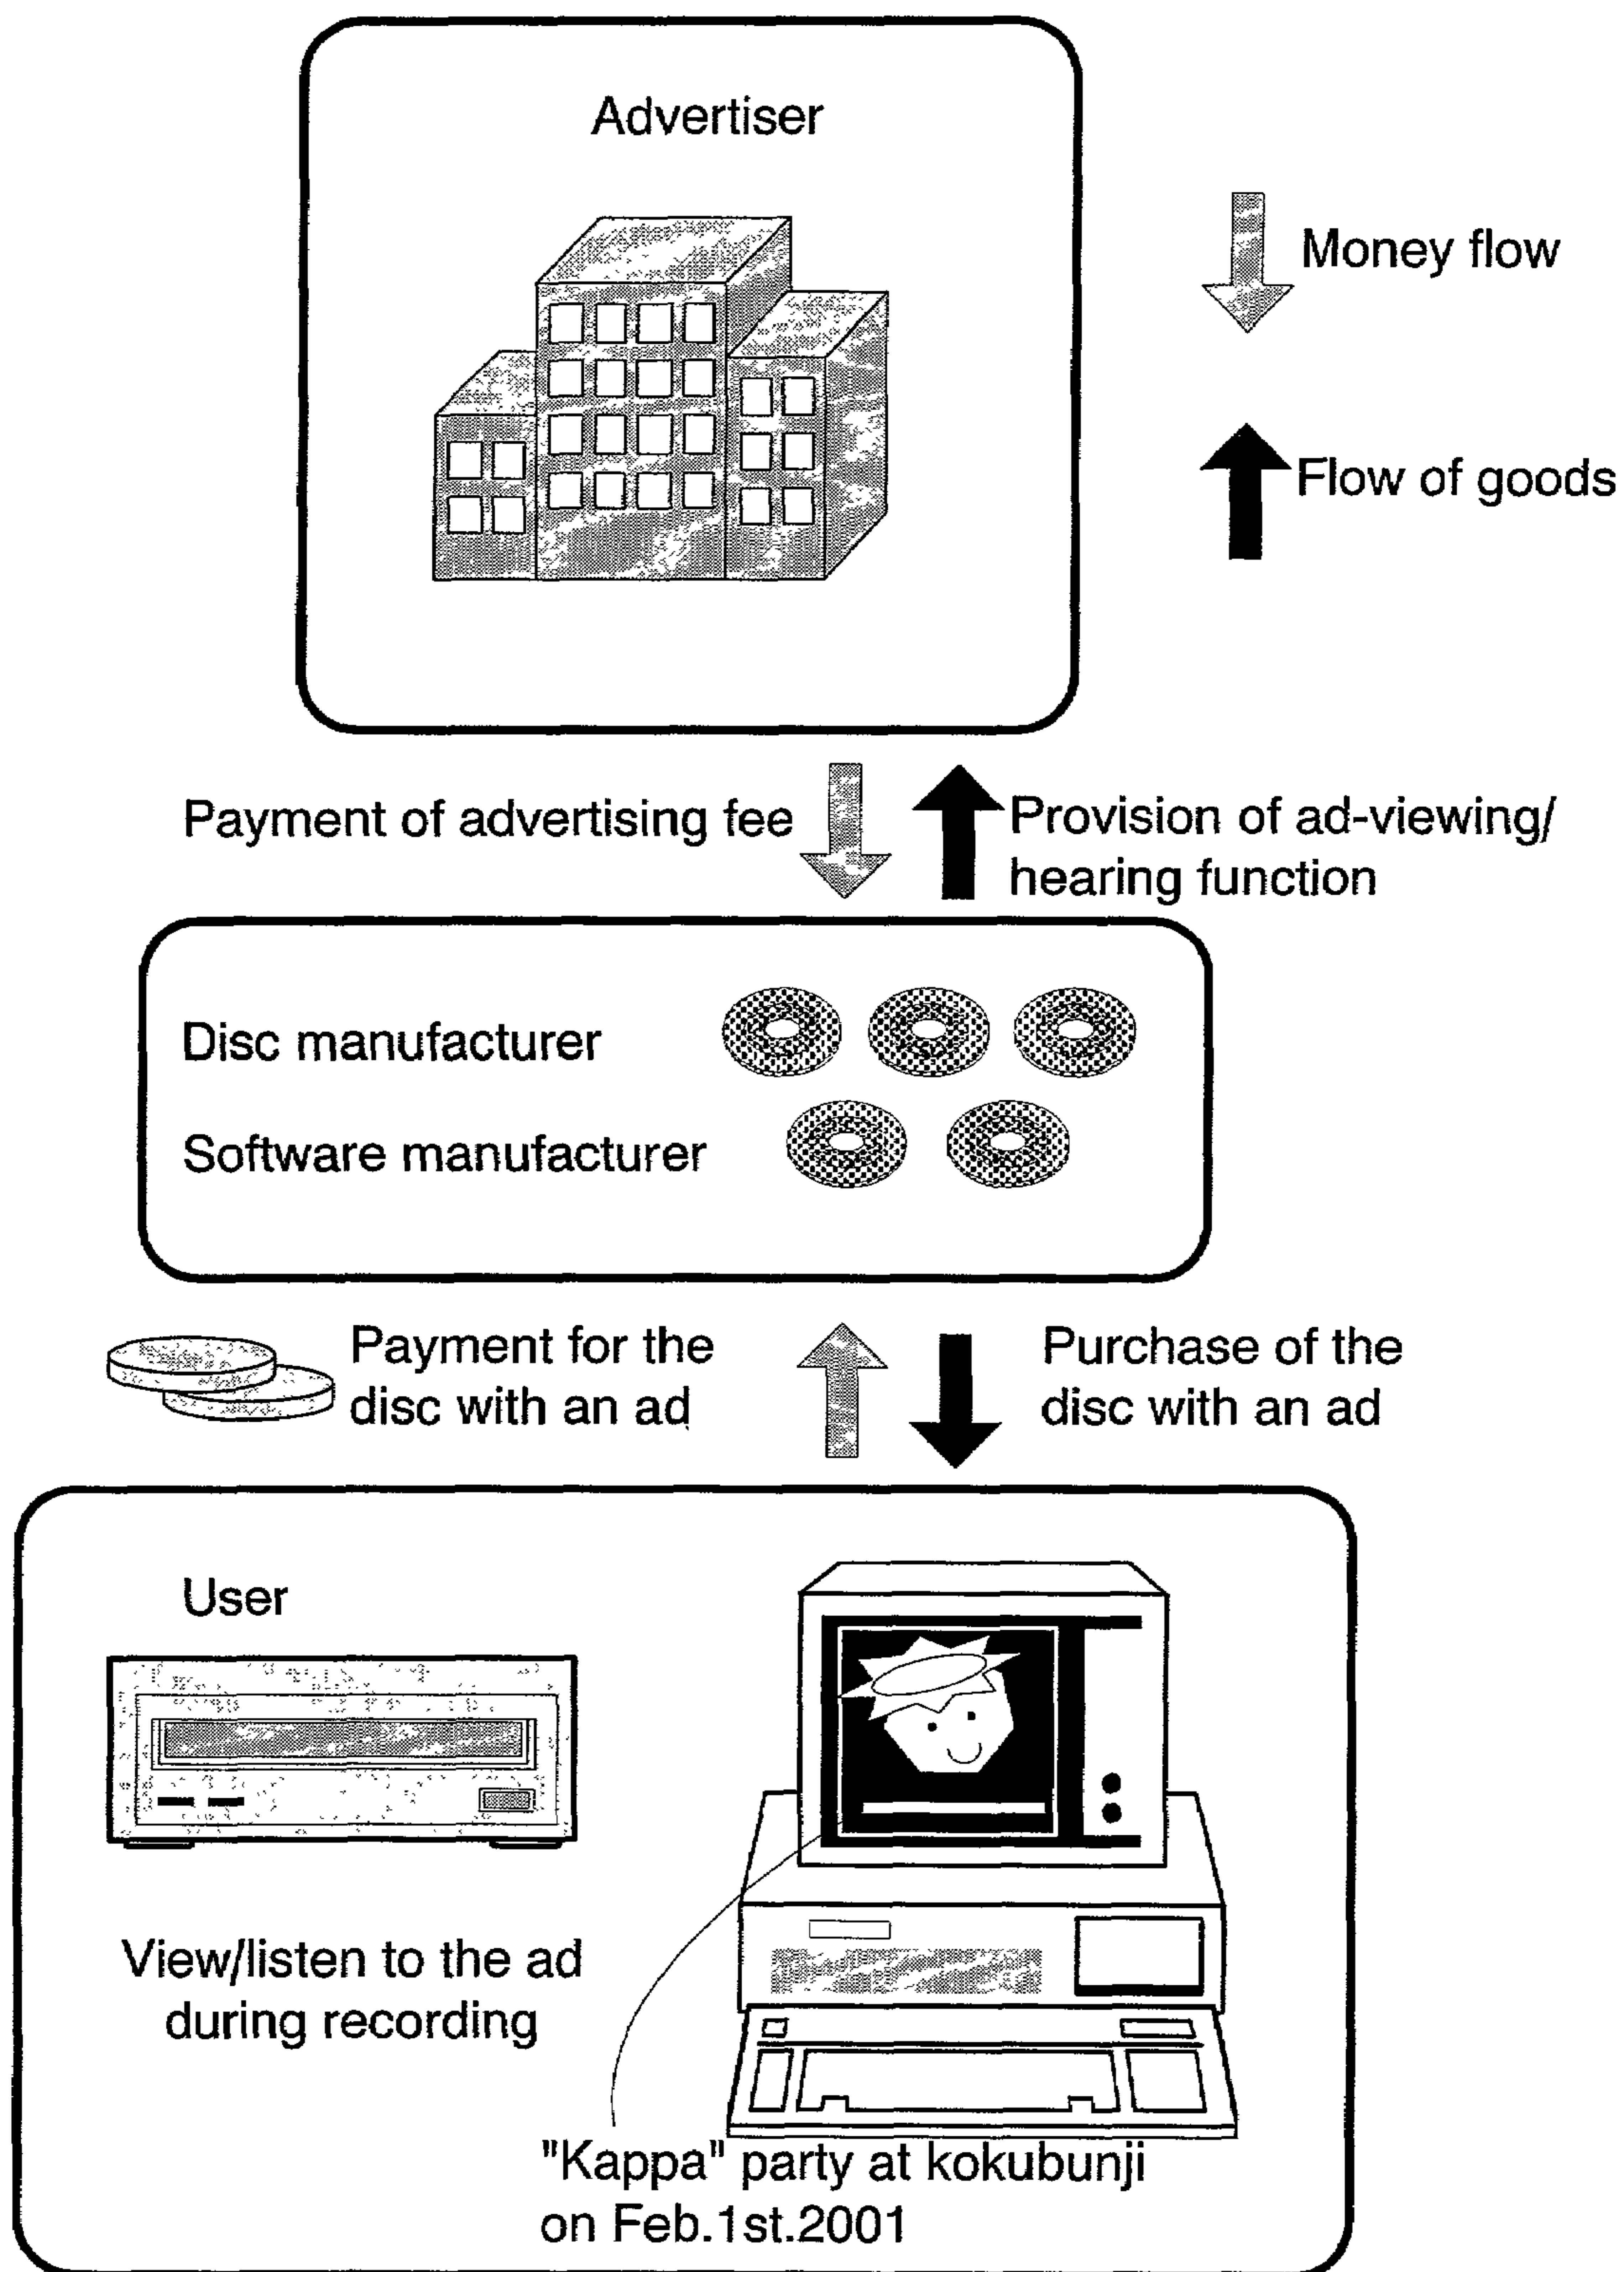 Advertiser
Money flow
Flow of goods
Payment of advertising fee
Provision of ad-viewing/
hearing function
Disc manufacturer
Software manufacturer
Payment for the
disc with an ad
Purchase of the
disc with an ad
User
View/listen to the ad
during recording
"Kappa" party at kokubunji
on Feb.1st.2001